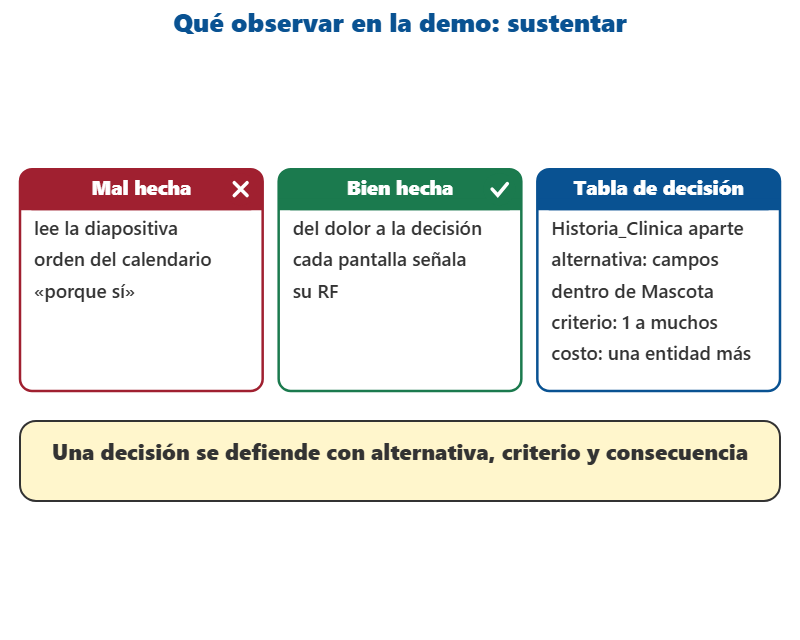 Qué observar en la demo: sustentar
Mal hecha
lee la diapositiva
orden del calendario
«porque sí»
Bien hecha
del dolor a la decisión
cada pantalla señala
su RF
Tabla de decisión
Historia_Clinica aparte
alternativa: campos
dentro de Mascota
criterio: 1 a muchos
costo: una entidad más
Una decisión se defiende con alternativa, criterio y consecuencia